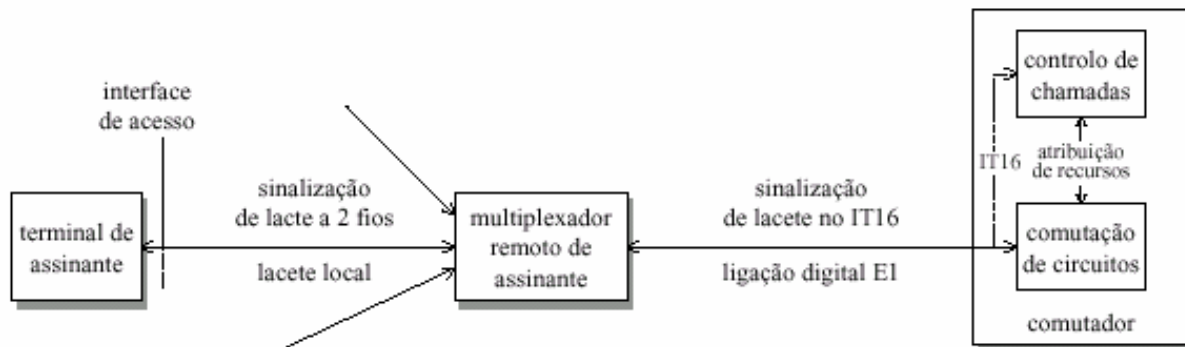 controlo de
chamadas
interface
de acesso
IT16
atribuição
de recursos
sinalização
de lacte a 2 fios
sinalização
de lacete no IT16
terminal de
assinante
multiplexador
remoto de
assinante
comutação
de circuitos
lacete local
ligação digital E1
comutador